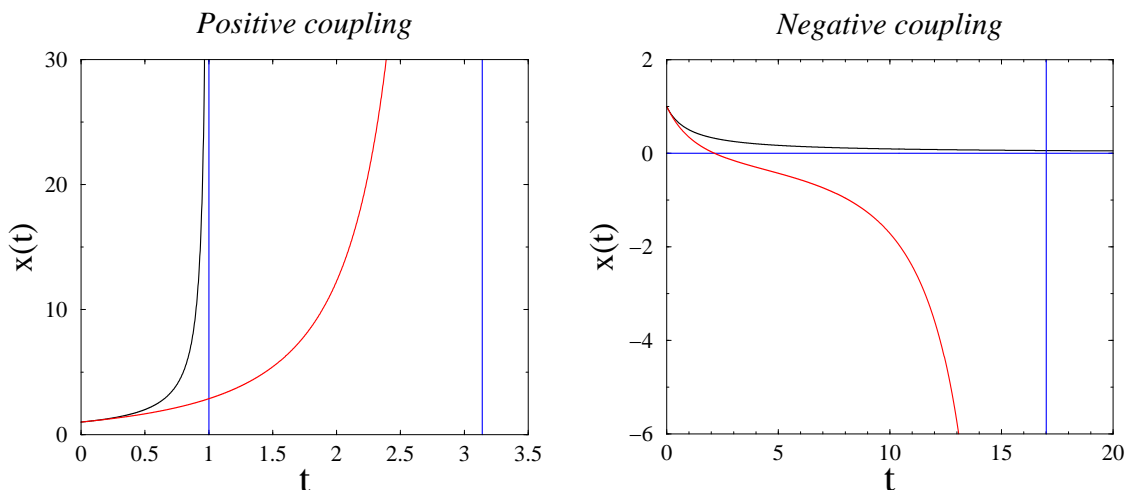 Positive coupling
30
20
10
0
x(t)
0 0.5 1 1.5 2 2.5 3 3.5
t
Negative coupling
2
0
−2
−4
−6
x(t)
0 5 10 15 20
t